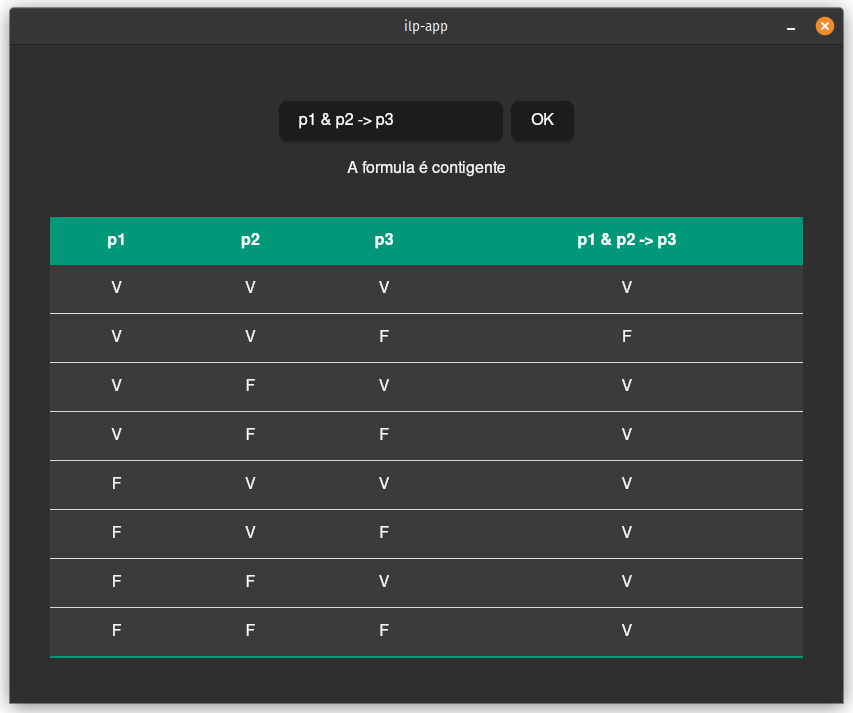 ilp-app
p1 & p2 -> p3 OK
A formula é contigente
p1 p2 p3 p1 & p2 -> p3
V V V V
V V F F
V F V V
V F F V
F V V V
F V F V
F F V V
F F F V